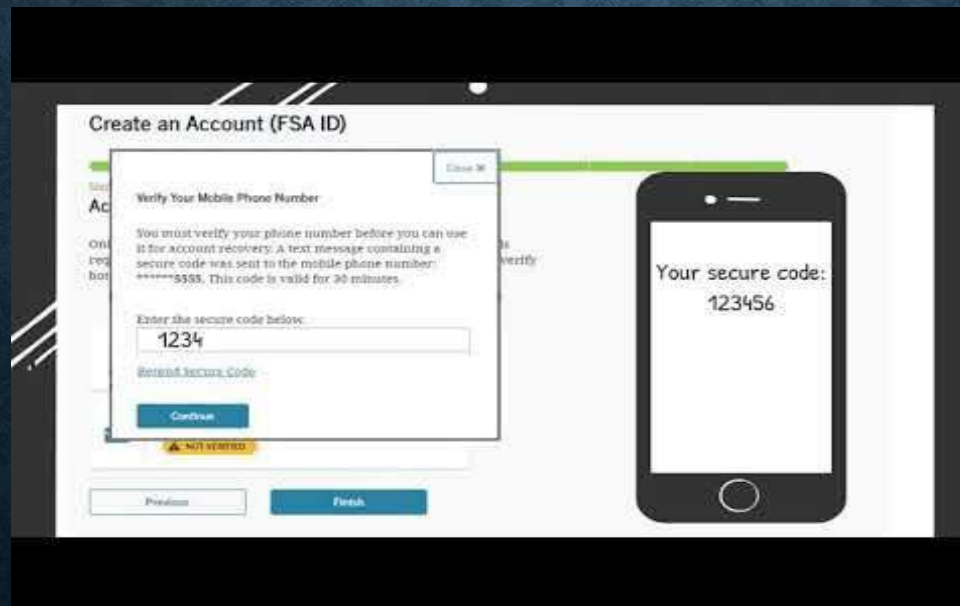 Create an Account (FSA ID)
Close ×
Verify Your Mobile Phone Number
Ac
You must verify your phone number before you can use
it for account recovery. A text message containing a
secure code was sent to the mobile phone number:
******5555. This code is valid for 30 minutes.
verify
Enter the secure code below.
1234
Resend Secure Code
Continue
NOT VERIFIED
Previous
Finish
Your secure code:
123456